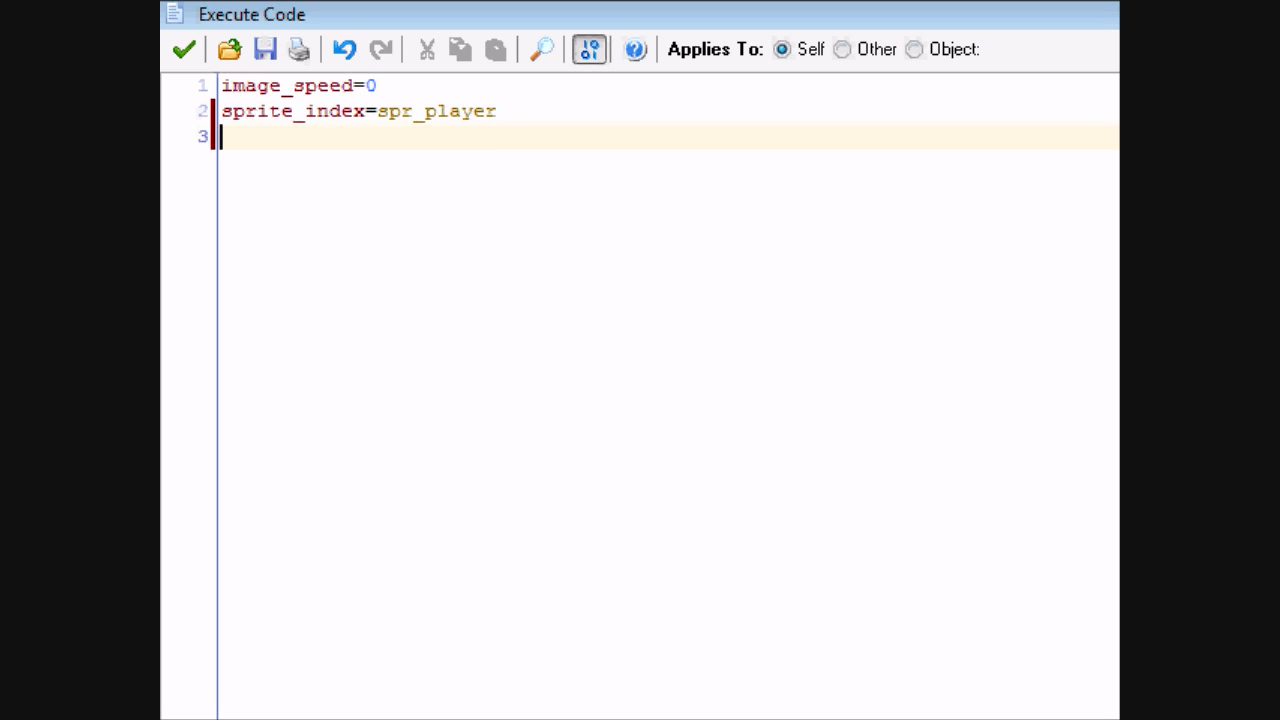 Execute Code
Applies To: Self Other Object:
1 image_speed=0
2 sprite_index=spr_player
3